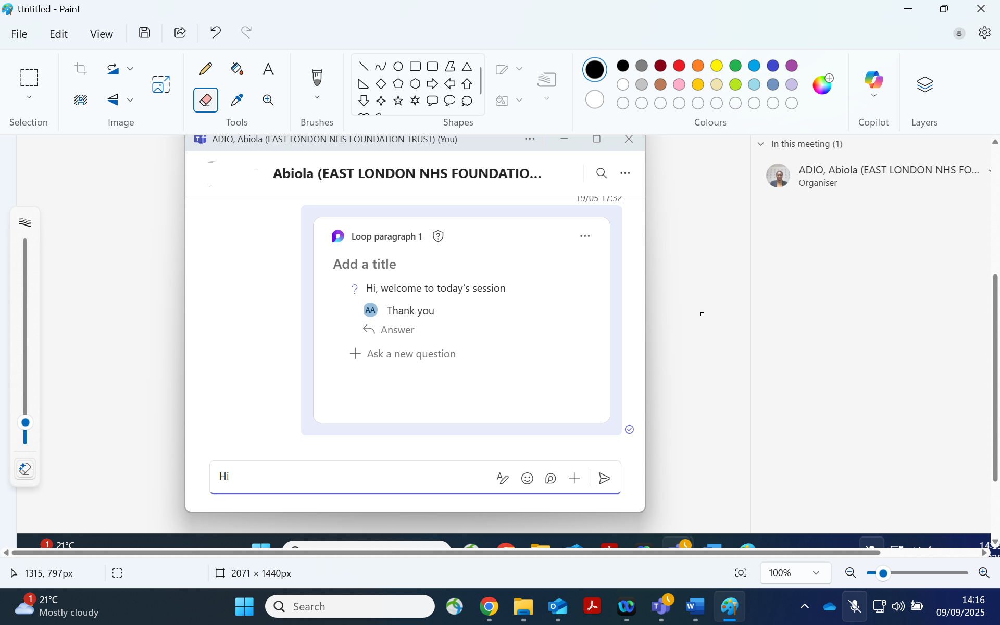 Untitled - Paint
File Edit View
Selection Image Tools Brushes Shapes Colours Copilot Layers
ADIO, Abiola (EAST LONDON NHS FOUNDATION TRUST) (You)
In this meeting (1)
Abiola (EAST LONDON NHS FOUNDATIO...
ADIO, Abiola (EAST LONDON NHS FO...
Organiser
19/05 17:32
Loop paragraph 1
Add a title
? Hi, welcome to today's session
AA Thank you
Answer
Ask a new question
Hi
1 21°C
1315, 797px
2071 × 1440px
100%
1 21°C
Mostly cloudy
Search
14:16
09/09/2025